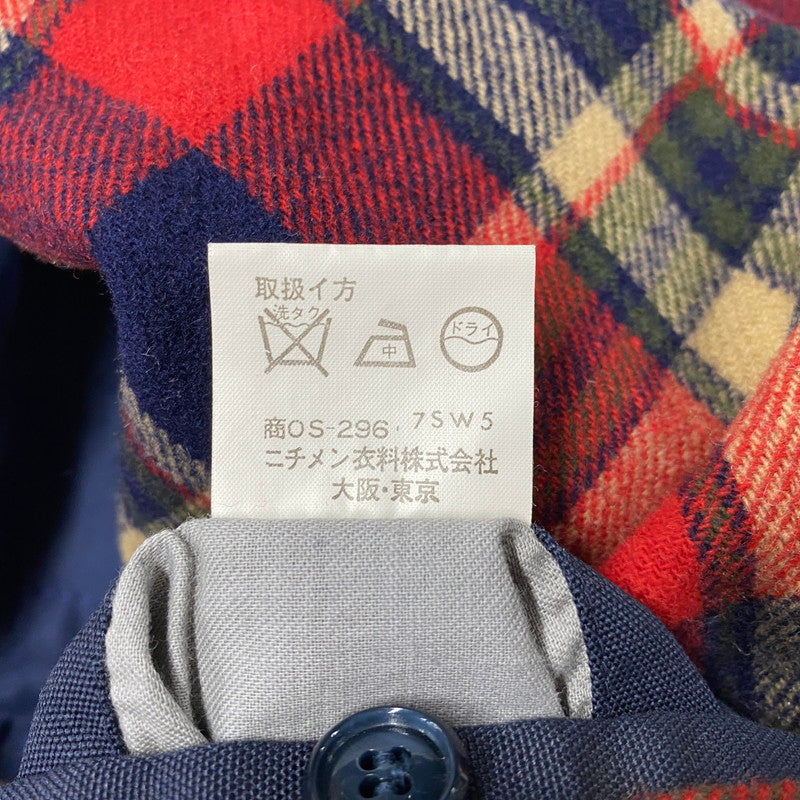 取扱イ方
洗タク 中 ドライ
商OS-296. 7SW5
ニチメン衣料株式会社
大阪・東京